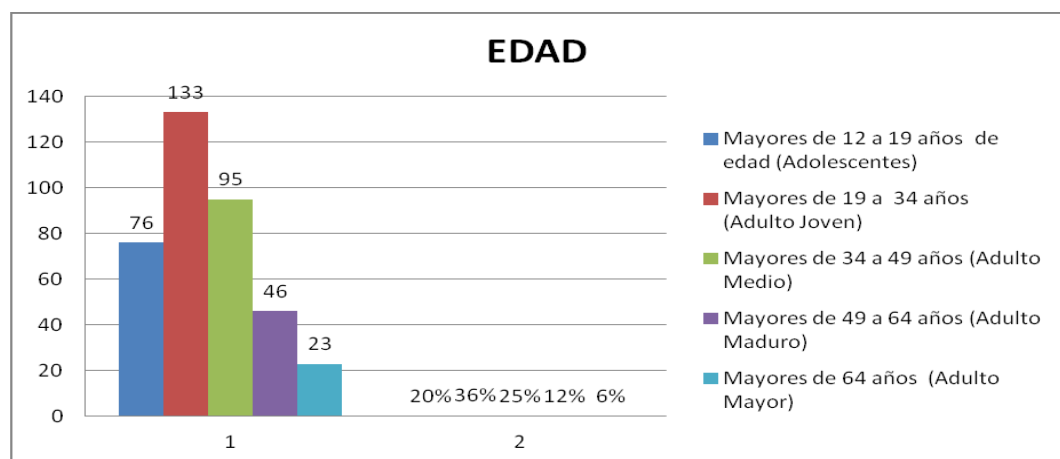 EDAD
140
120
100
80
60
40
20
0
133
95
76
46
23
20% 36% 25% 12% 6%
1
2
Mayores de 12 a 19 años  de
edad (Adolescentes)
Mayores de 19 a  34 años
(Adulto Joven)
Mayores de 34 a 49 años (Adulto
Medio)
Mayores de 49 a 64 años (Adulto
Maduro)
Mayores de 64 años  (Adulto
Mayor)